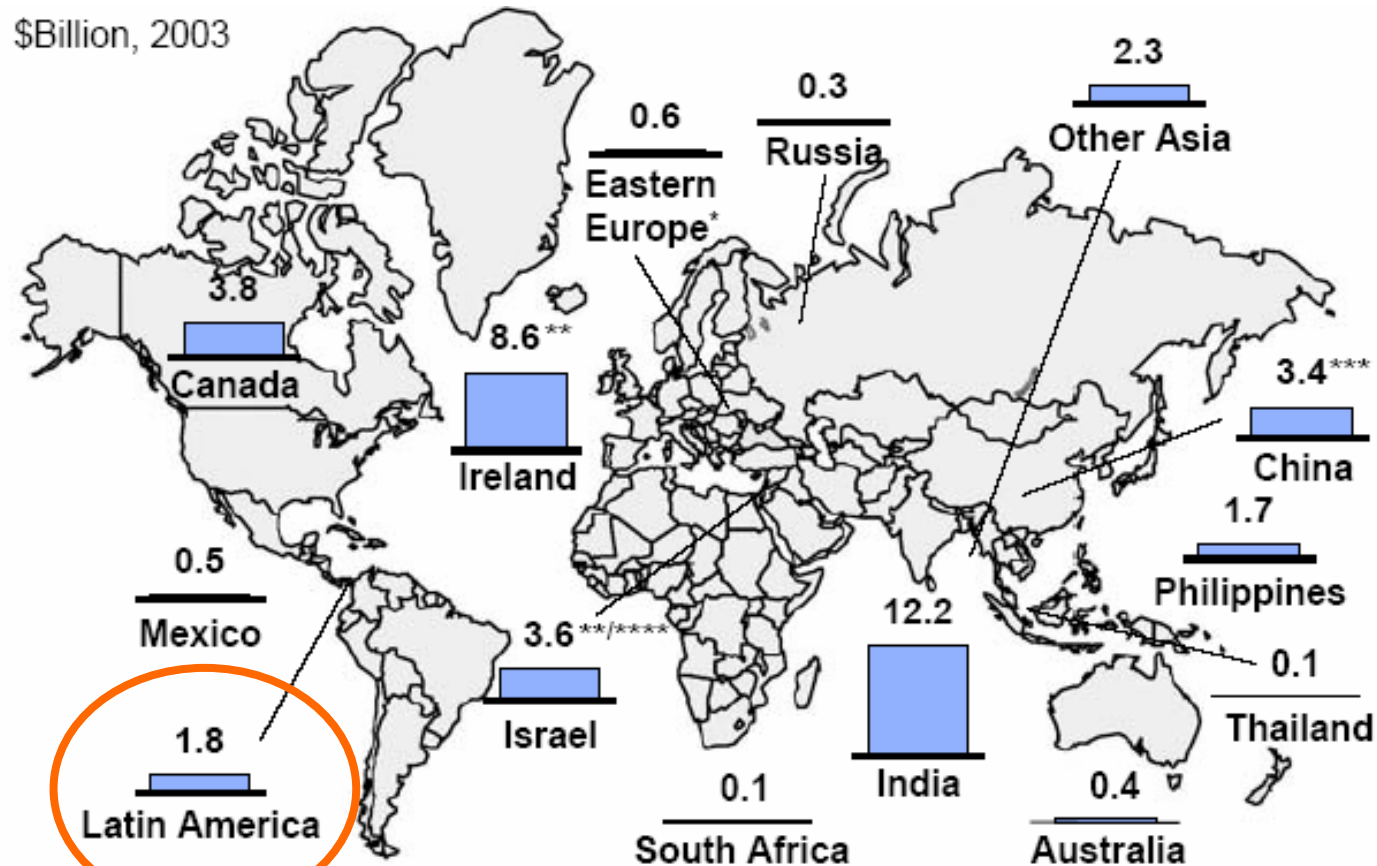 $Billion, 2003
2.3
Other Asia
0.3
Russia
0.6
Eastern
Europe*
3.8
Canada
8.6**
Ireland
3.4***
China
1.7
Philippines
0.5
Mexico
3.6**/****
Israel
12.2
India
0.1
Thailand
1.8
Latin America
0.1
South Africa
0.4
Australia